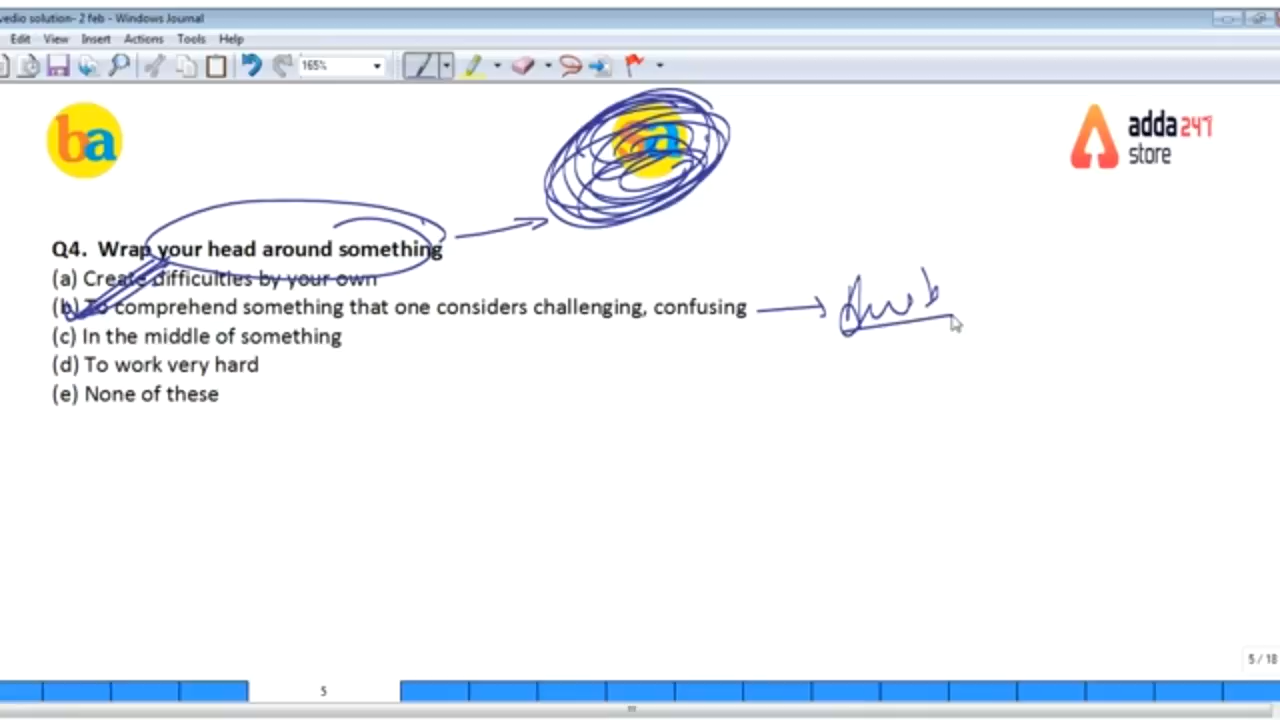 vedio solution- 2 feb - Windows Journal
Edit View Insert Actions Tools Help
165%
ba
ba
adda247
store
Q4. Wrap your head around something
(a) Create difficulties by your own
(b) To comprehend something that one considers challenging, confusing
(c) In the middle of something
(d) To work very hard
(e) None of these
5 / 18
5